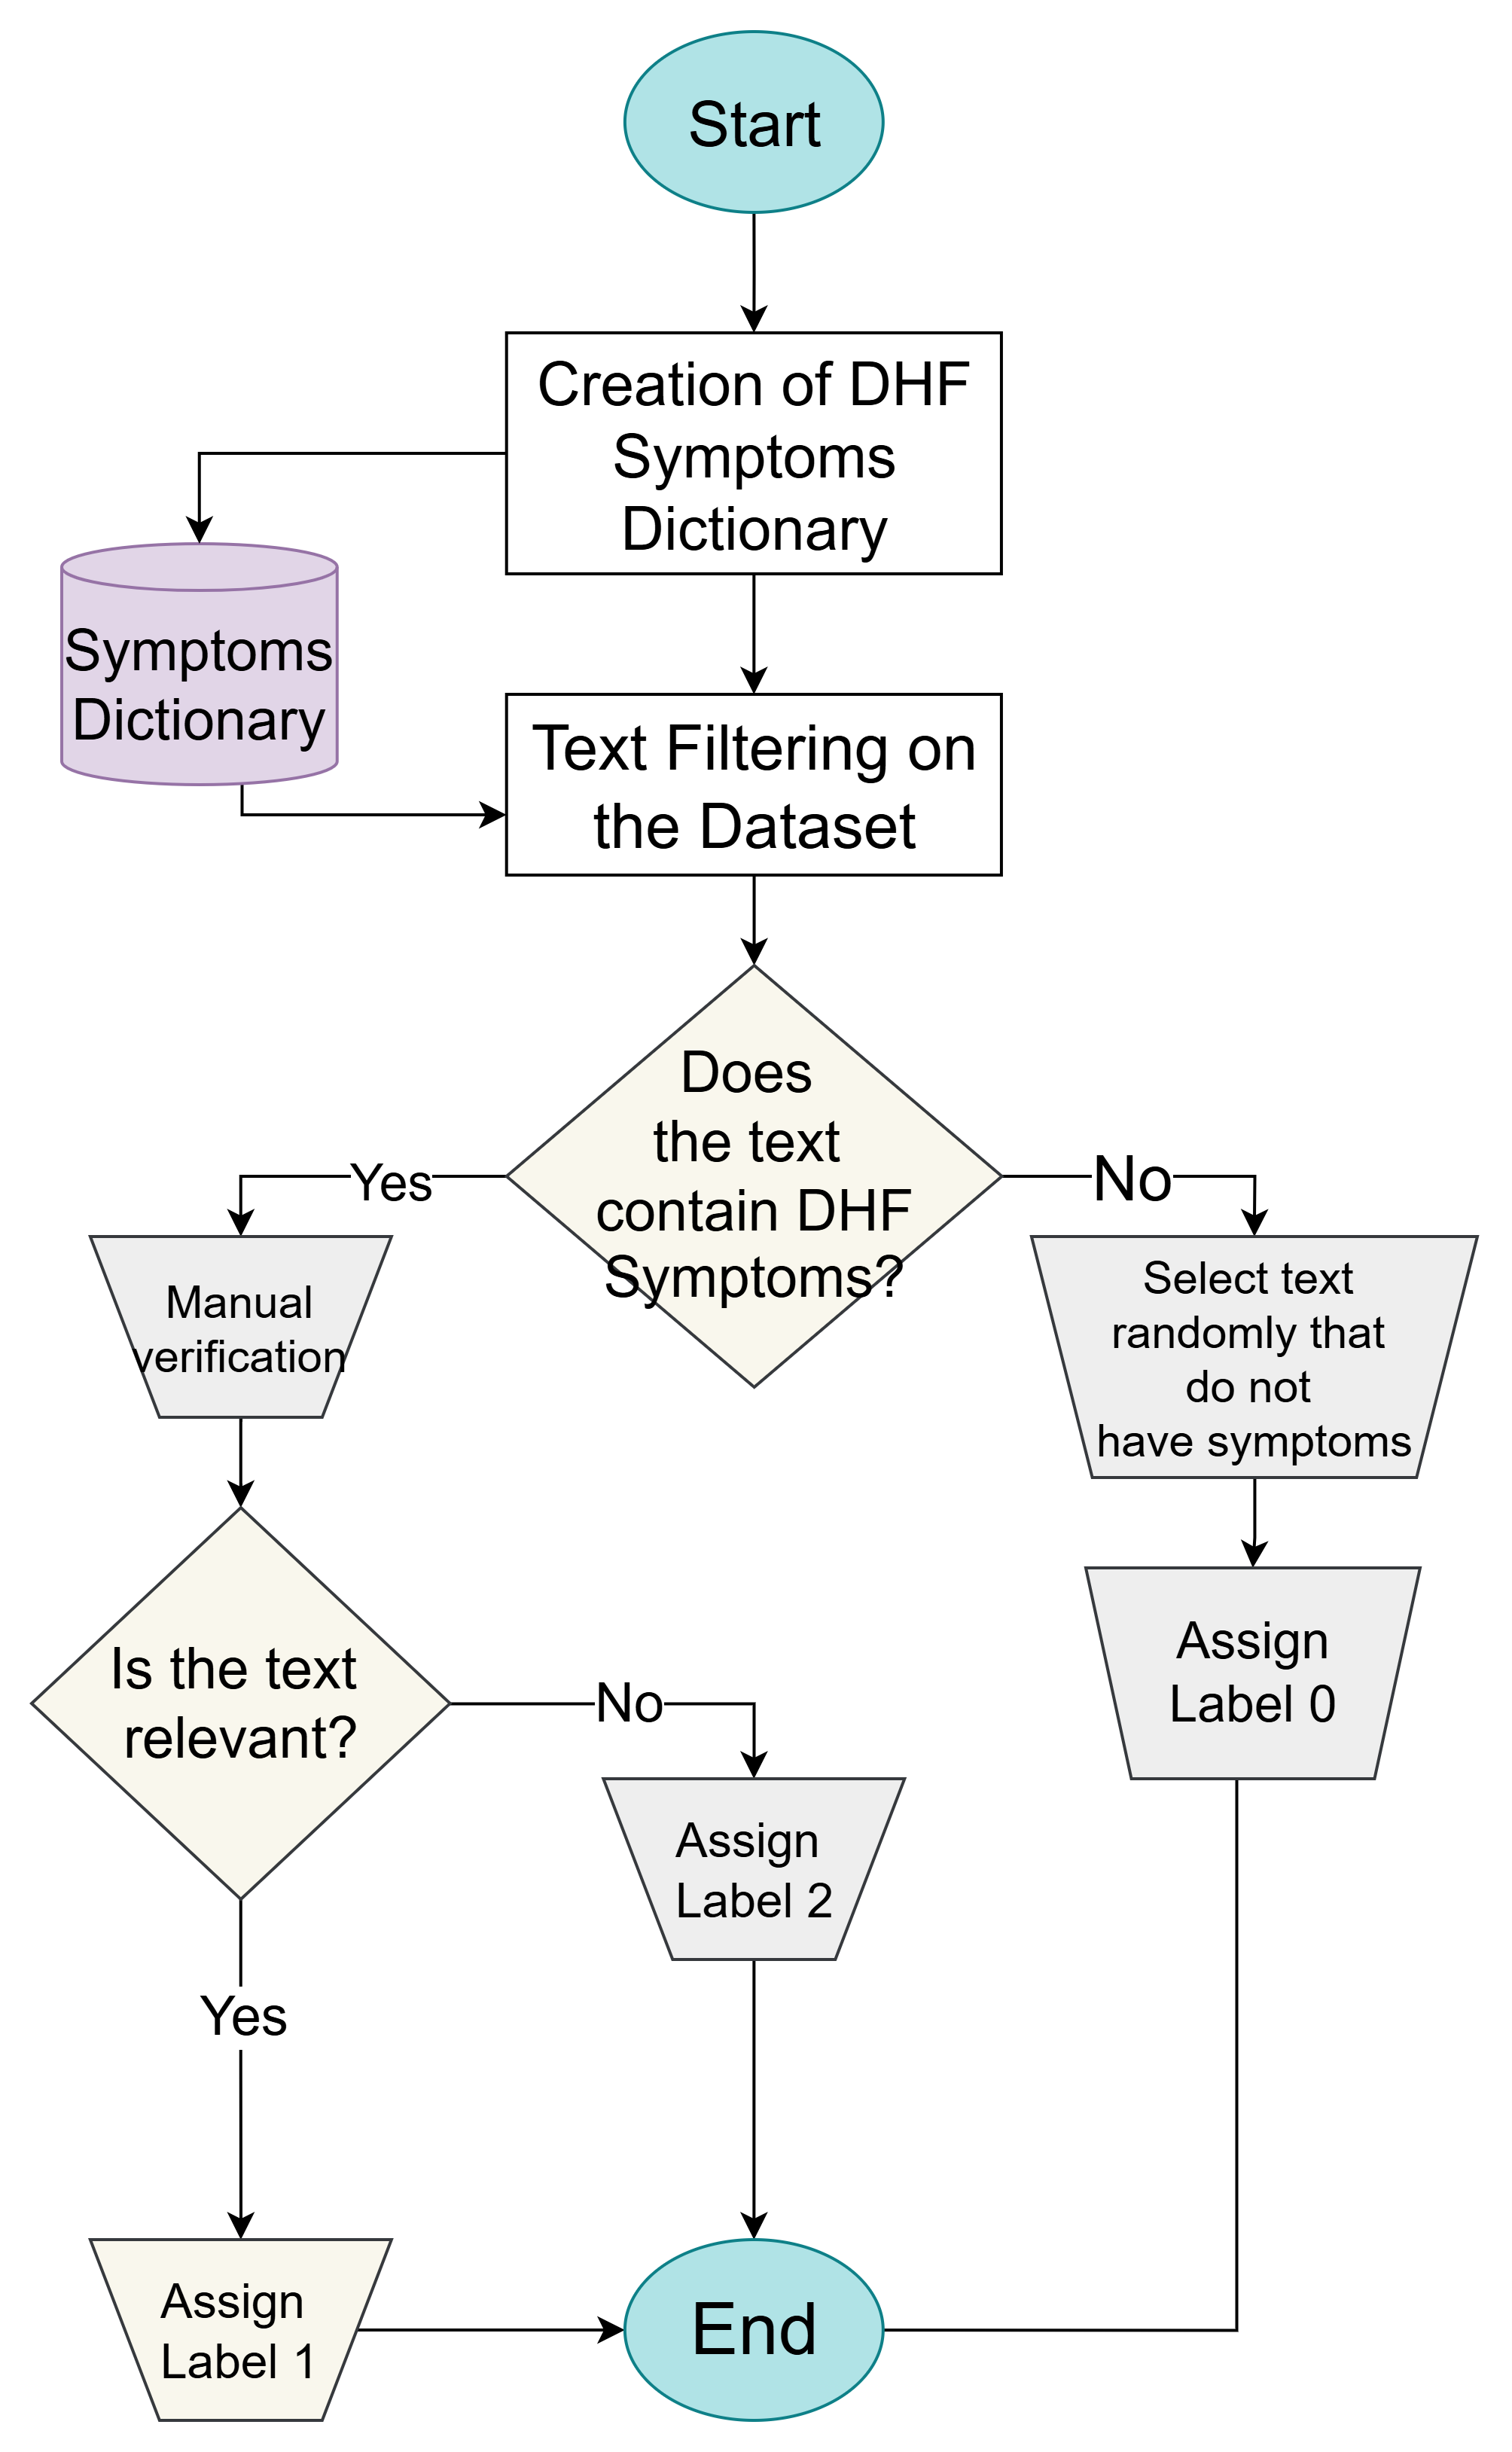 Start
Creation of DHF
Symptoms
Dictionary
Symptoms
Dictionary
Text Filtering on
the Dataset
Does
the text
contain DHF
Symptoms?
Yes
No
Manual
verification
Select text
randomly that
do not
have symptoms
Is the text
relevant?
No
Assign
Label 0
Assign
Label 2
Yes
Assign
Label 1
End